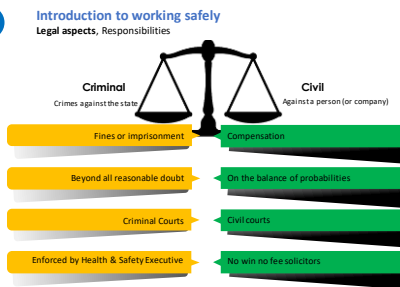 Introduction to working safely
Legal aspects, Responsibilities
Criminal
Crimes against the state
Civil
Against a person (or company)
Fines or imprisonment
Compensation
Beyond all reasonable doubt
On the balance of probabilities
Criminal Courts
Civil courts
Enforced by Health & Safety Executive
No win no fee solicitors